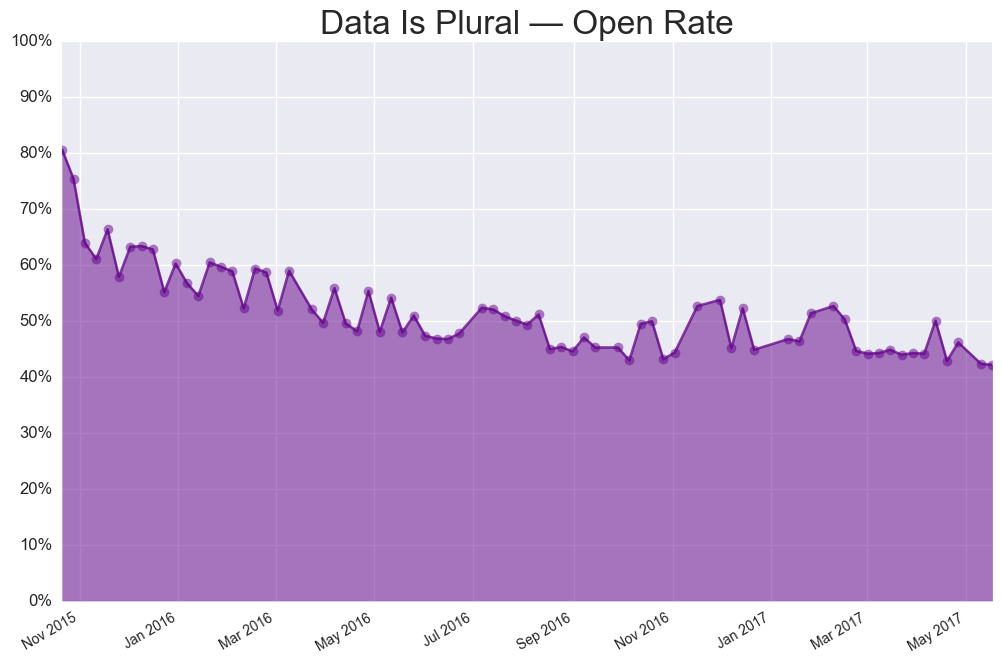 Data Is Plural — Open Rate
100%
90%
80%
70%
60%
50%
40%
30%
20%
10%
0%
Nov 2015
Jan 2016
Mar 2016
May 2016
Jul 2016
Sep 2016
Nov 2016
Jan 2017
Mar 2017
May 2017